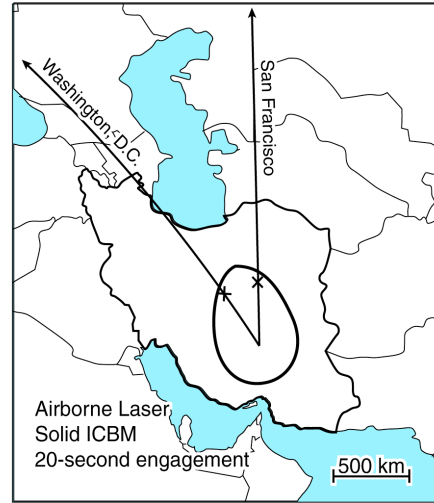 Washington, D.C.
San Francisco
Airborne Laser
Solid ICBM
20-second engagement
500 km